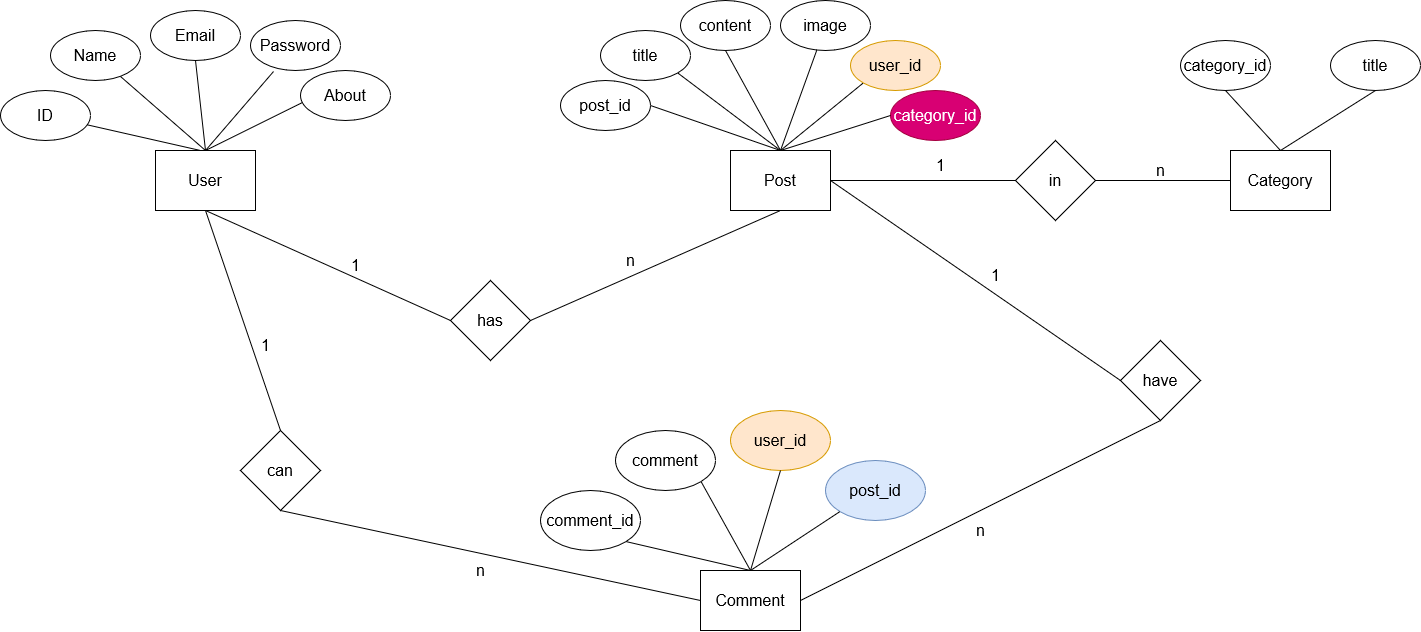 ID
Name
Email
Password
About
post_id
title
content
image
user_id
category_id
category_id
title
User
Post
1
in
n
Category
1
has
n
1
have
1
can
comment_id
comment
user_id
post_id
n
n
Comment